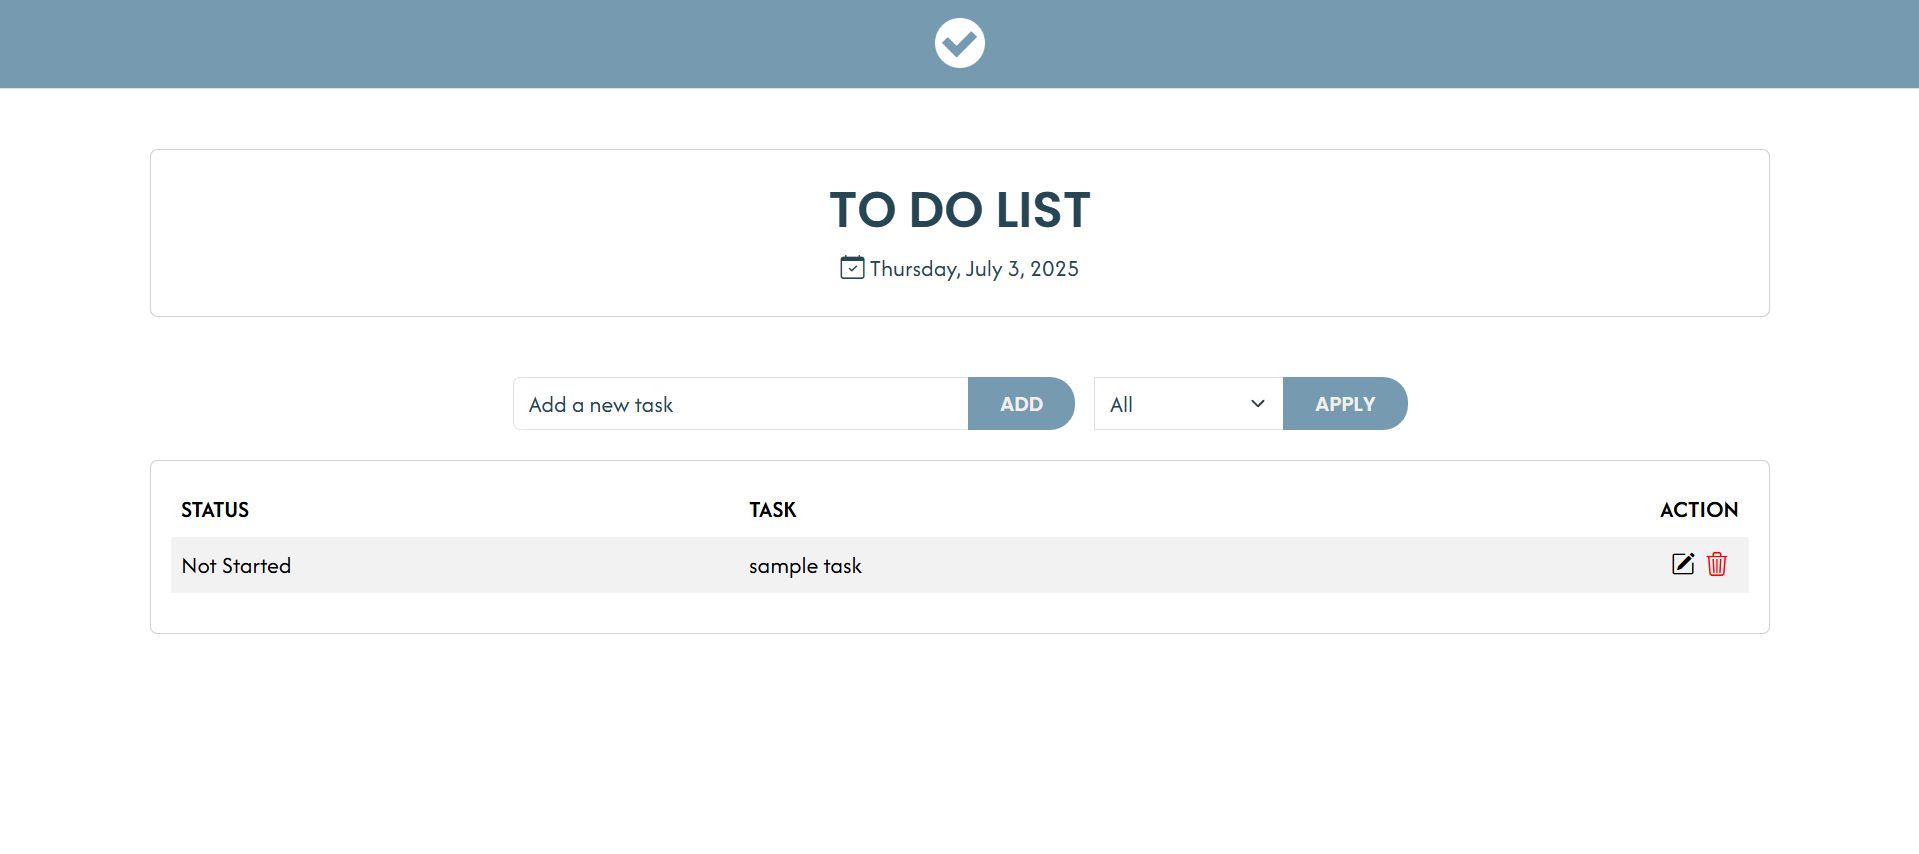 TO DO LIST
Thursday, July 3, 2025
Add a new task ADD All APPLY
STATUS TASK ACTION
Not Started sample task